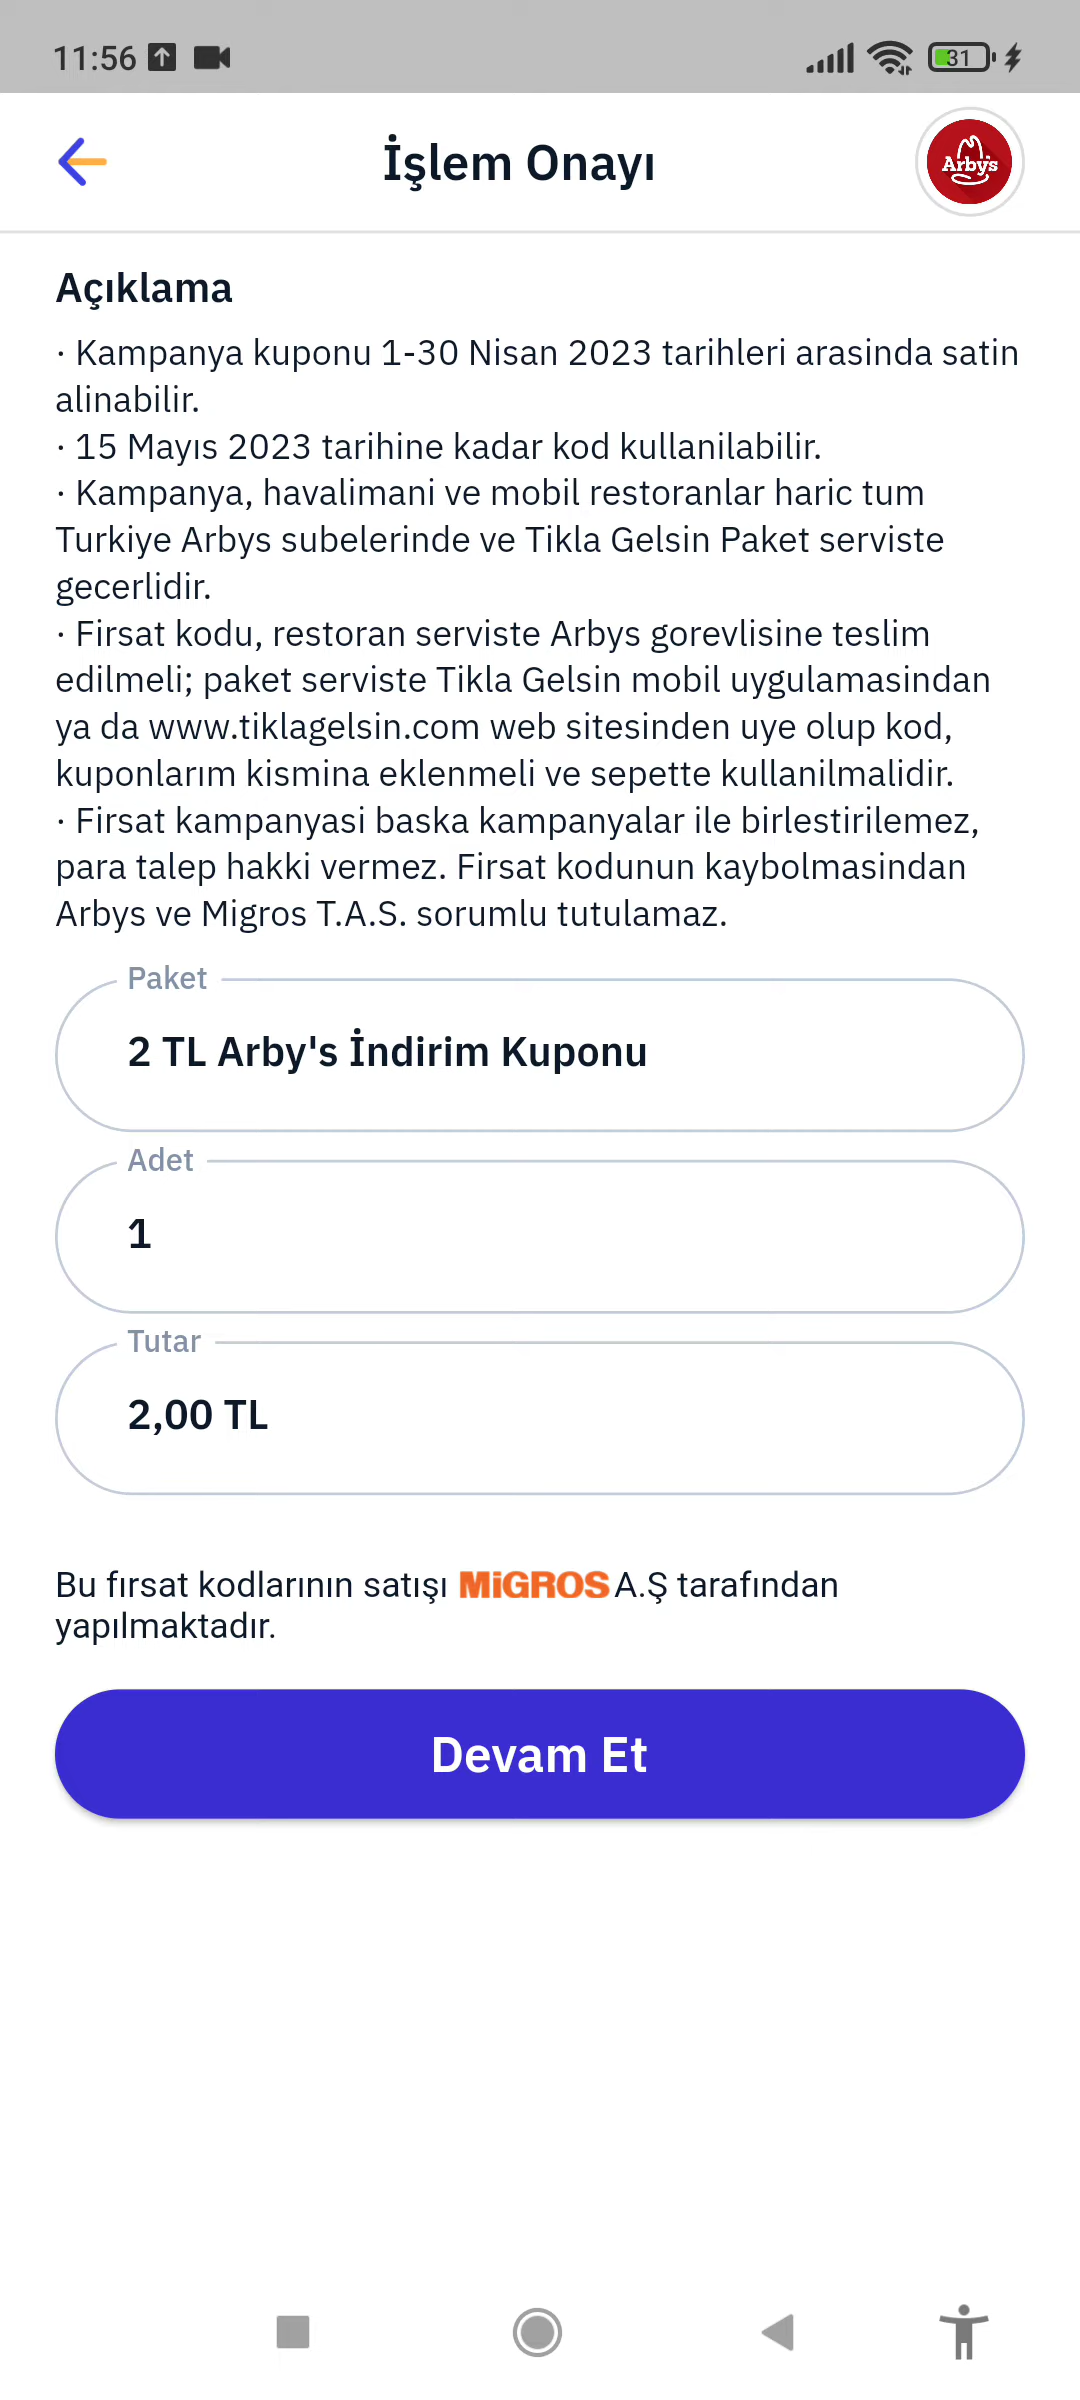 11:56
31
İşlem Onayı
Arbys
Açıklama
· Kampanya kuponu 1-30 Nisan 2023 tarihleri arasinda satin
alinabilir.
· 15 Mayıs 2023 tarihine kadar kod kullanilabilir.
· Kampanya, havalimani ve mobil restoranlar haric tum
Turkiye Arbys subelerinde ve Tikla Gelsin Paket serviste
gecerlidir.
· Firsat kodu, restoran serviste Arbys gorevlisine teslim
edilmeli; paket serviste Tikla Gelsin mobil uygulamasindan
ya da www.tiklagelsin.com web sitesinden uye olup kod,
kuponlarım kismina eklenmeli ve sepette kullanilmalidir.
· Firsat kampanyasi baska kampanyalar ile birlestirilemez,
para talep hakki vermez. Firsat kodunun kaybolmasindan
Arbys ve Migros T.A.S. sorumlu tutulamaz.
Paket
2 TL Arby's İndirim Kuponu
Adet
1
Tutar
2,00 TL
Bu fırsat kodlarının satışı MiGROS A.Ş tarafından
yapılmaktadır.
Devam Et